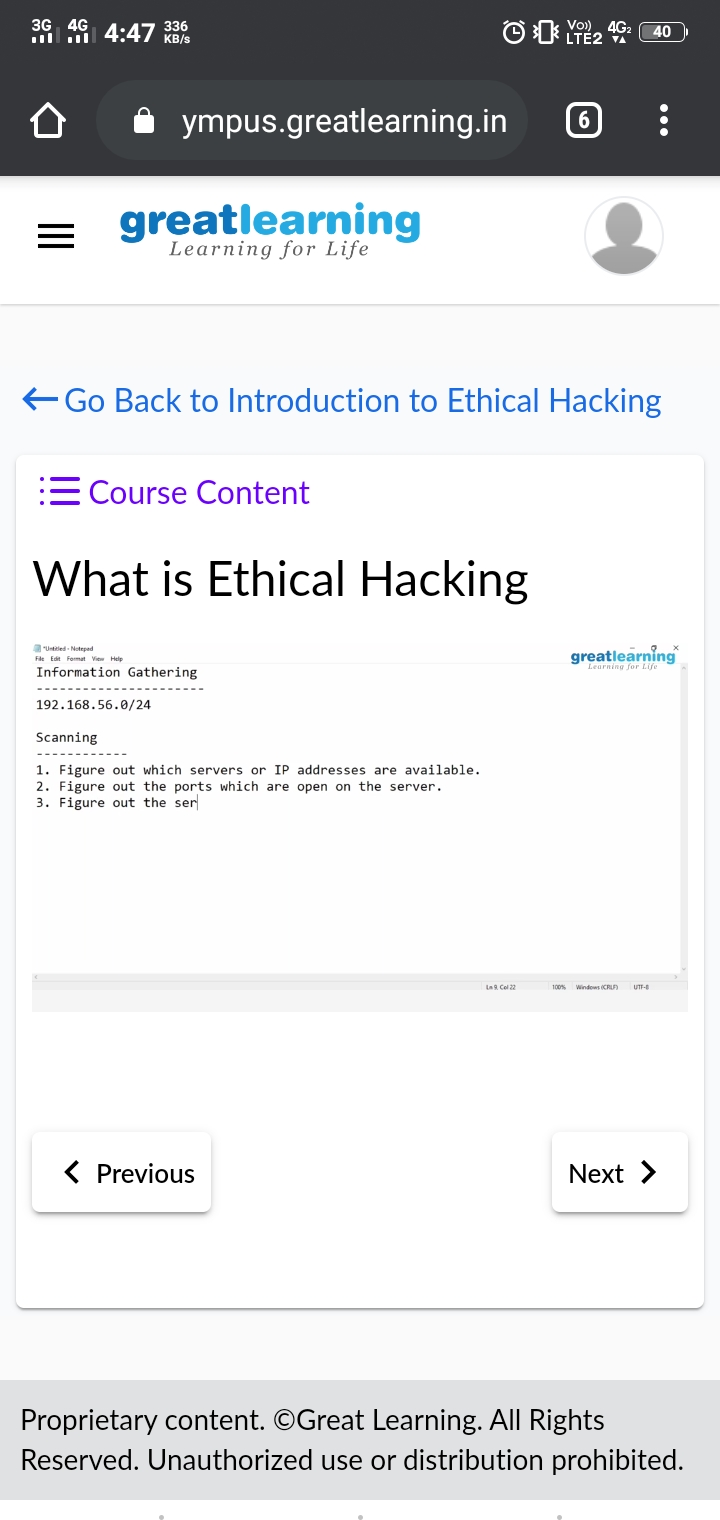 3G 4G 4:47 336 KB/s Vo)) LTE2 4G2 40
ympus.greatlearning.in 6
greatlearning
Learning for Life
Go Back to Introduction to Ethical Hacking
Course Content
What is Ethical Hacking
*Untitled - Notepad
File Edit Format View Help
greatlearning
Learning for Life
Information Gathering
----------------------
192.168.56.0/24
Scanning
------------
1. Figure out which servers or IP addresses are available.
2. Figure out the ports which are open on the server.
3. Figure out the ser
Ln 9, Col 22 100% Windows (CRLF) UTF-8
Previous Next
Proprietary content. ©Great Learning. All Rights
Reserved. Unauthorized use or distribution prohibited.